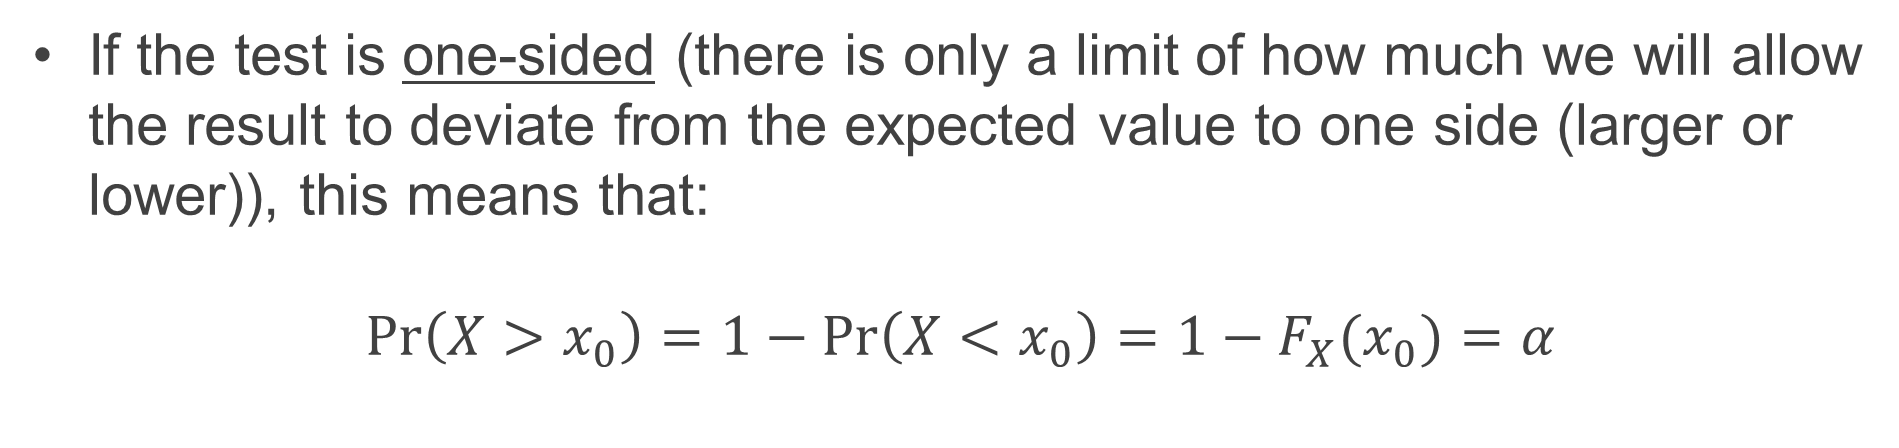 • If the test is one-sided (there is only a limit of how much we will allow
the result to deviate from the expected value to one side (larger or
lower)), this means that:
Pr(X > x₀) = 1 − Pr(X < x₀) = 1 − Fₓ(x₀) = α